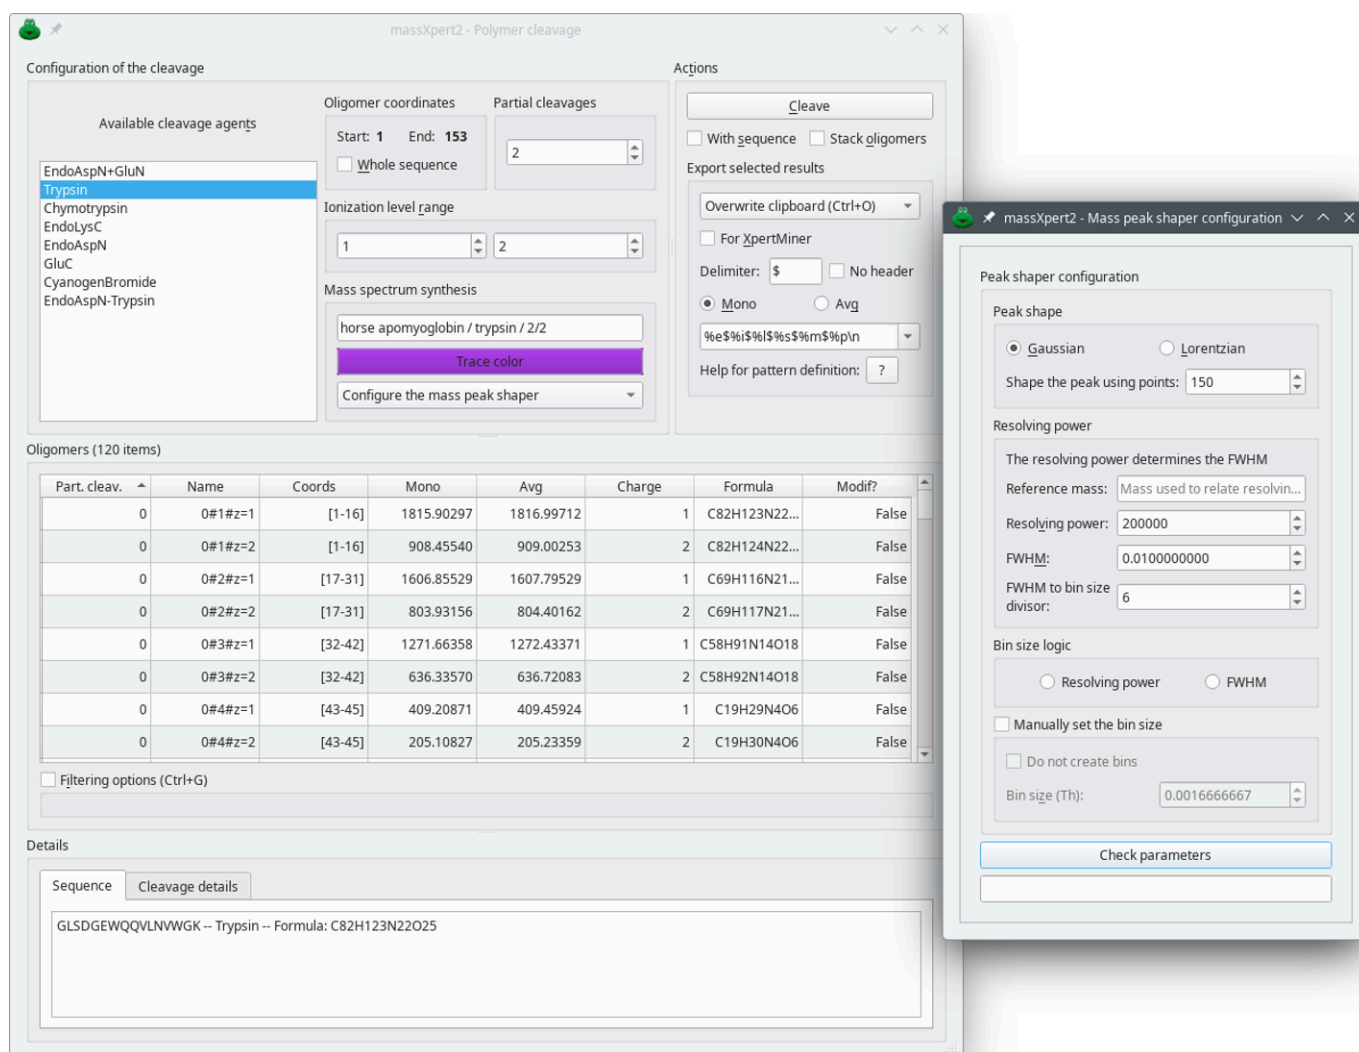 massXpert2 - Polymer cleavage
Configuration of the cleavage
Available cleavage agents
EndoAspN+GluN
Trypsin
Chymotrypsin
EndoLysC
EndoAspN
GluC
CyanogenBromide
EndoAspN-Trypsin
Oligomer coordinates
Start: 1 End: 153
Whole sequence
Partial cleavages
2
Ionization level range
1 2
Mass spectrum synthesis
horse apomyoglobin / trypsin / 2/2
Trace color
Configure the mass peak shaper
Actions
Cleave
With sequence Stack oligomers
Export selected results
Overwrite clipboard (Ctrl+O)
For XpertMiner
Delimiter: $ No header
Mono Avg
%e$%i$%l$%s$%m$%p\n
Help for pattern definition: ?
Oligomers (120 items)
Part. cleav. Name Coords Mono Avg Charge Formula Modif?
0 0#1#z=1 [1-16] 1815.90297 1816.99712 1 C82H123N22... False
0 0#1#z=2 [1-16] 908.45540 909.00253 2 C82H124N22... False
0 0#2#z=1 [17-31] 1606.85529 1607.79529 1 C69H116N21... False
0 0#2#z=2 [17-31] 803.93156 804.40162 2 C69H117N21... False
0 0#3#z=1 [32-42] 1271.66358 1272.43371 1 C58H91N14O18 False
0 0#3#z=2 [32-42] 636.33570 636.72083 2 C58H92N14O18 False
0 0#4#z=1 [43-45] 409.20871 409.45924 1 C19H29N4O6 False
0 0#4#z=2 [43-45] 205.10827 205.23359 2 C19H30N4O6 False
Filtering options (Ctrl+G)
Details
Sequence Cleavage details
GLSDGEWQQVLNVWGK -- Trypsin -- Formula: C82H123N22O25
massXpert2 - Mass peak shaper configuration
Peak shaper configuration
Peak shape
Gaussian Lorentzian
Shape the peak using points: 150
Resolving power
The resolving power determines the FWHM
Reference mass: Mass used to relate resolvin...
Resolving power: 200000
FWHM: 0.0100000000
FWHM to bin size
divisor: 6
Bin size logic
Resolving power FWHM
Manually set the bin size
Do not create bins
Bin size (Th): 0.0016666667
Check parameters